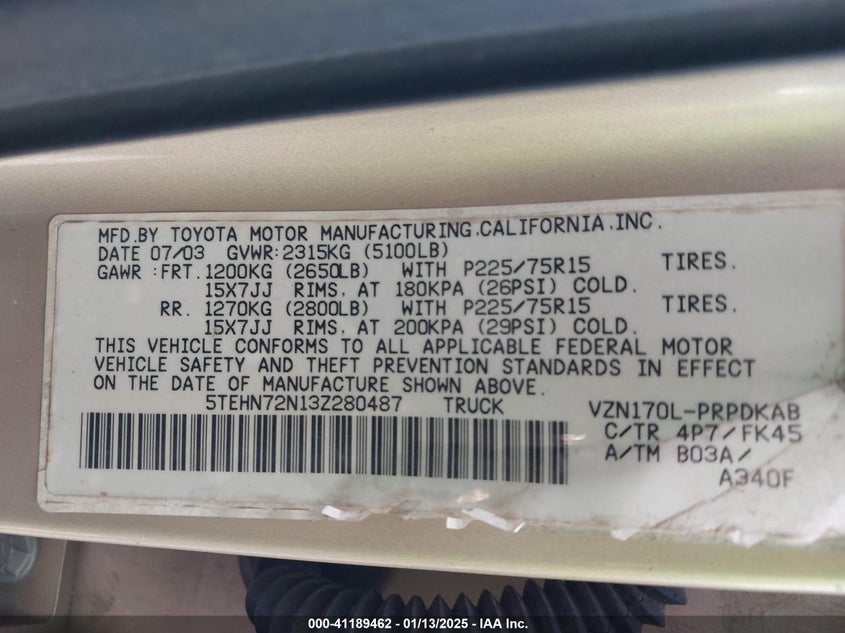 MFD.BY TOYOTA MOTOR MANUFACTURING.CALIFORNIA.INC.
DATE 07/03 GVWR:2315KG (5100LB)
GAWR :FRT. 1200KG (2650LB) WITH P225/75R15 TIRES.
15X7JJ RIMS. AT 180KPA (26PSI) COLD.
RR. 1270KG (2800LB) WITH P225/75R15 TIRES.
15X7JJ RIMS. AT 200KPA (29PSI) COLD.
THIS VEHICLE CONFORMS TO ALL APPLICABLE FEDERAL MOTOR
VEHICLE SAFETY AND THEFT PREVENTION STANDARDS IN EFFECT
ON THE DATE OF MANUFACTURE SHOWN ABOVE.
5TEHN72N13Z280487 TRUCK VZN170L-PRPDKAB
C/TR 4P7/FK45
A/TM B03A/
A340F
000-41189462 - 01/13/2025 - IAA Inc.